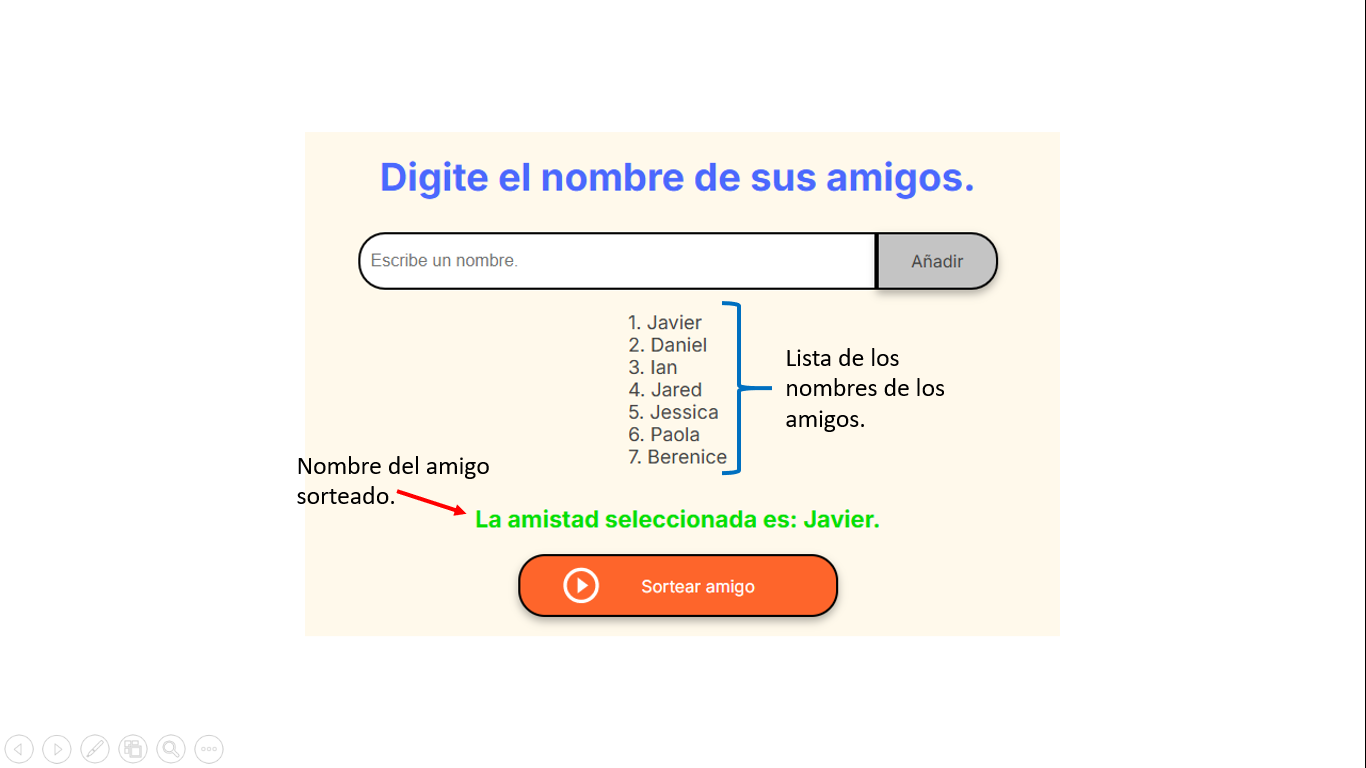 Digite el nombre de sus amigos.
Escribe un nombre.
Añadir
1. Javier
2. Daniel
3. Ian
4. Jared
5. Jessica
6. Paola
7. Berenice
Lista de los
nombres de los
amigos.
Nombre del amigo
sorteado.
La amistad seleccionada es: Javier.
Sortear amigo